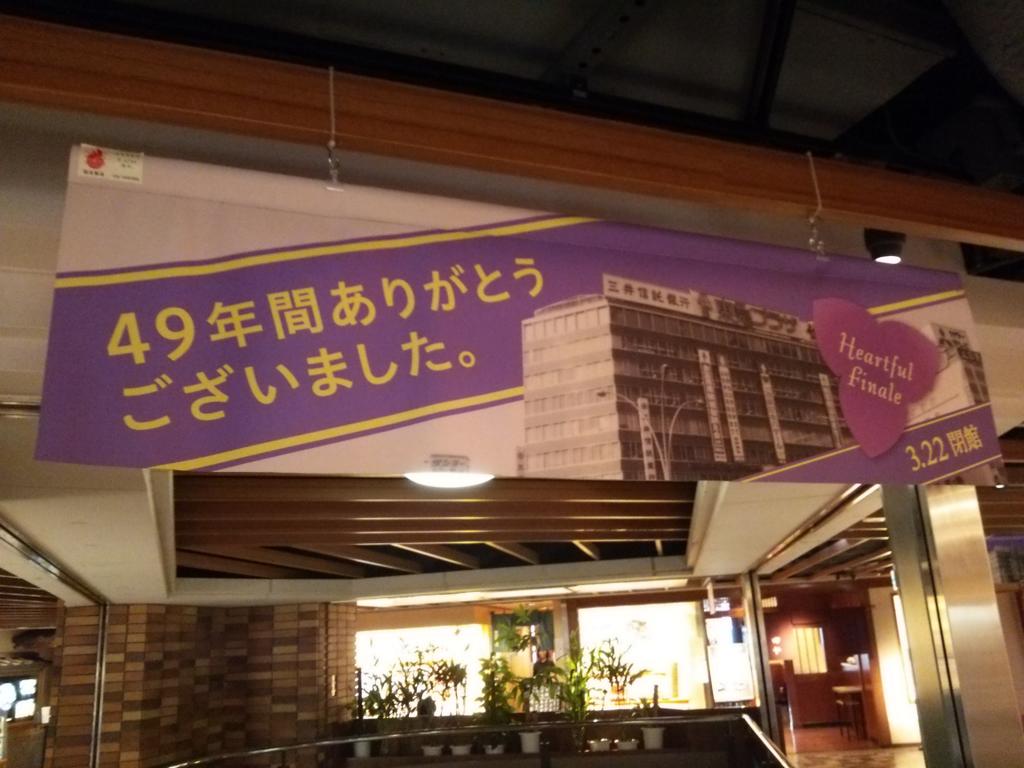 49年間ありがとう
ございました。
三井信託銀行
Heartful
Finale
3.22 閉館